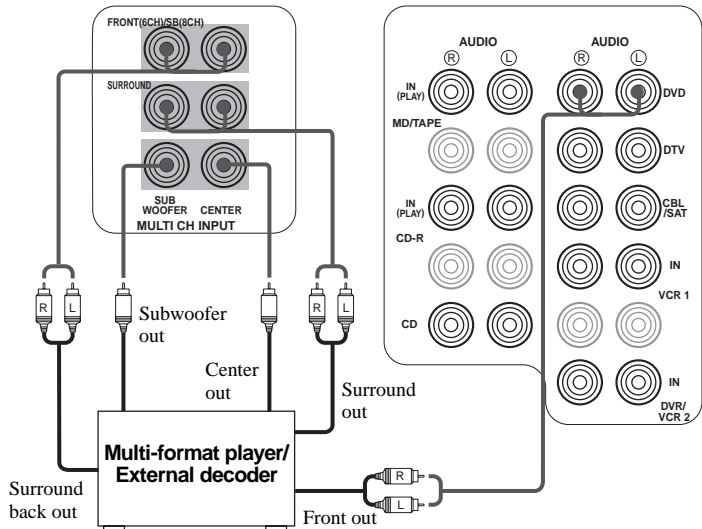 FRONT(6CH)/SB(8CH)
SURROUND
SUB
WOOFER
CENTER
MULTI CH INPUT
R L
Subwoofer
out
Center
out
R L
Surround
out
Multi-format player/
External decoder
Surround
back out
Front out
R
L
AUDIO
AUDIO
R L
R L
IN
(PLAY)
DVD
MD/TAPE
DTV
IN
(PLAY)
CBL
/SAT
CD-R
IN
VCR 1
CD
IN
DVR/
VCR 2